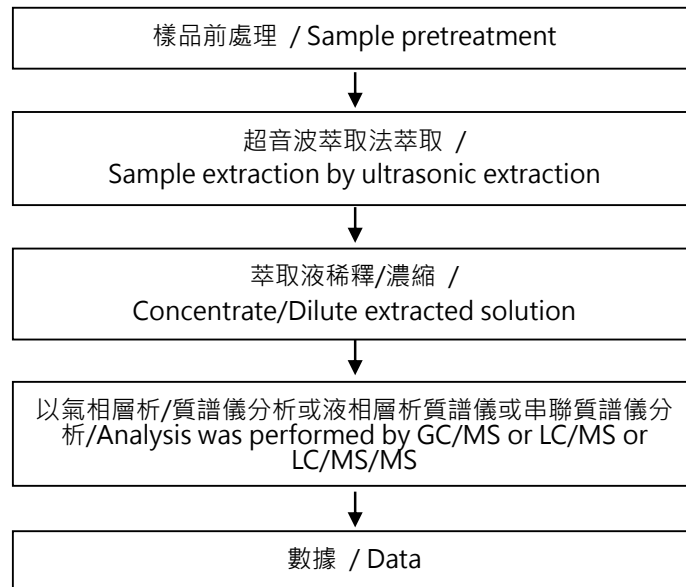 樣品前處理 / Sample pretreatment
超音波萃取法萃取 /
Sample extraction by ultrasonic extraction
萃取液稀釋/濃縮 /
Concentrate/Dilute extracted solution
以氣相層析/質譜儀分析或液相層析質譜儀或串聯質譜儀分
析/Analysis was performed by GC/MS or LC/MS or
LC/MS/MS
數據 / Data